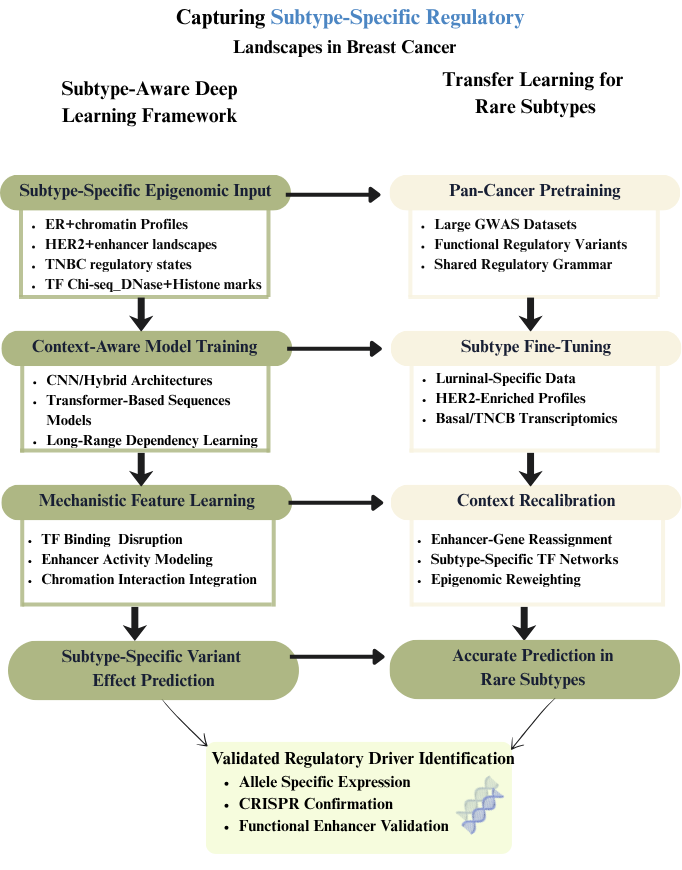 Capturing Subtype-Specific Regulatory
Landscapes in Breast Cancer
Subtype-Aware Deep
Learning Framework
Transfer Learning for
Rare Subtypes
Subtype-Specific Epigenomic Input
• ER+chromatin Profiles
• HER2+enhancer landscapes
• TNBC regulatory states
• TF Chi-seq_DNase+Histone marks
Pan-Cancer Pretraining
• Large GWAS Datasets
• Functional Regulatory Variants
• Shared Regulatory Grammar
Context-Aware Model Training
• CNN/Hybrid Architectures
• Transformer-Based Sequences
Models
• Long-Range Dependency Learning
Subtype Fine-Tuning
• Lurninal-Specific Data
• HER2-Enriched Profiles
• Basal/TNCB Transcriptomics
Mechanistic Feature Learning
• TF Binding  Disruption
• Enhancer Activity Modeling
• Chromation Interaction Integration
Context Recalibration
• Enhancer-Gene Reassignment
• Subtype-Specific TF Networks
• Epigenomic Reweighting
Subtype-Specific Variant
Effect Prediction
Accurate Prediction in
Rare Subtypes
Validated Regulatory Driver Identification
• Allele Specific Expression
• CRISPR Confirmation
• Functional Enhancer Validation